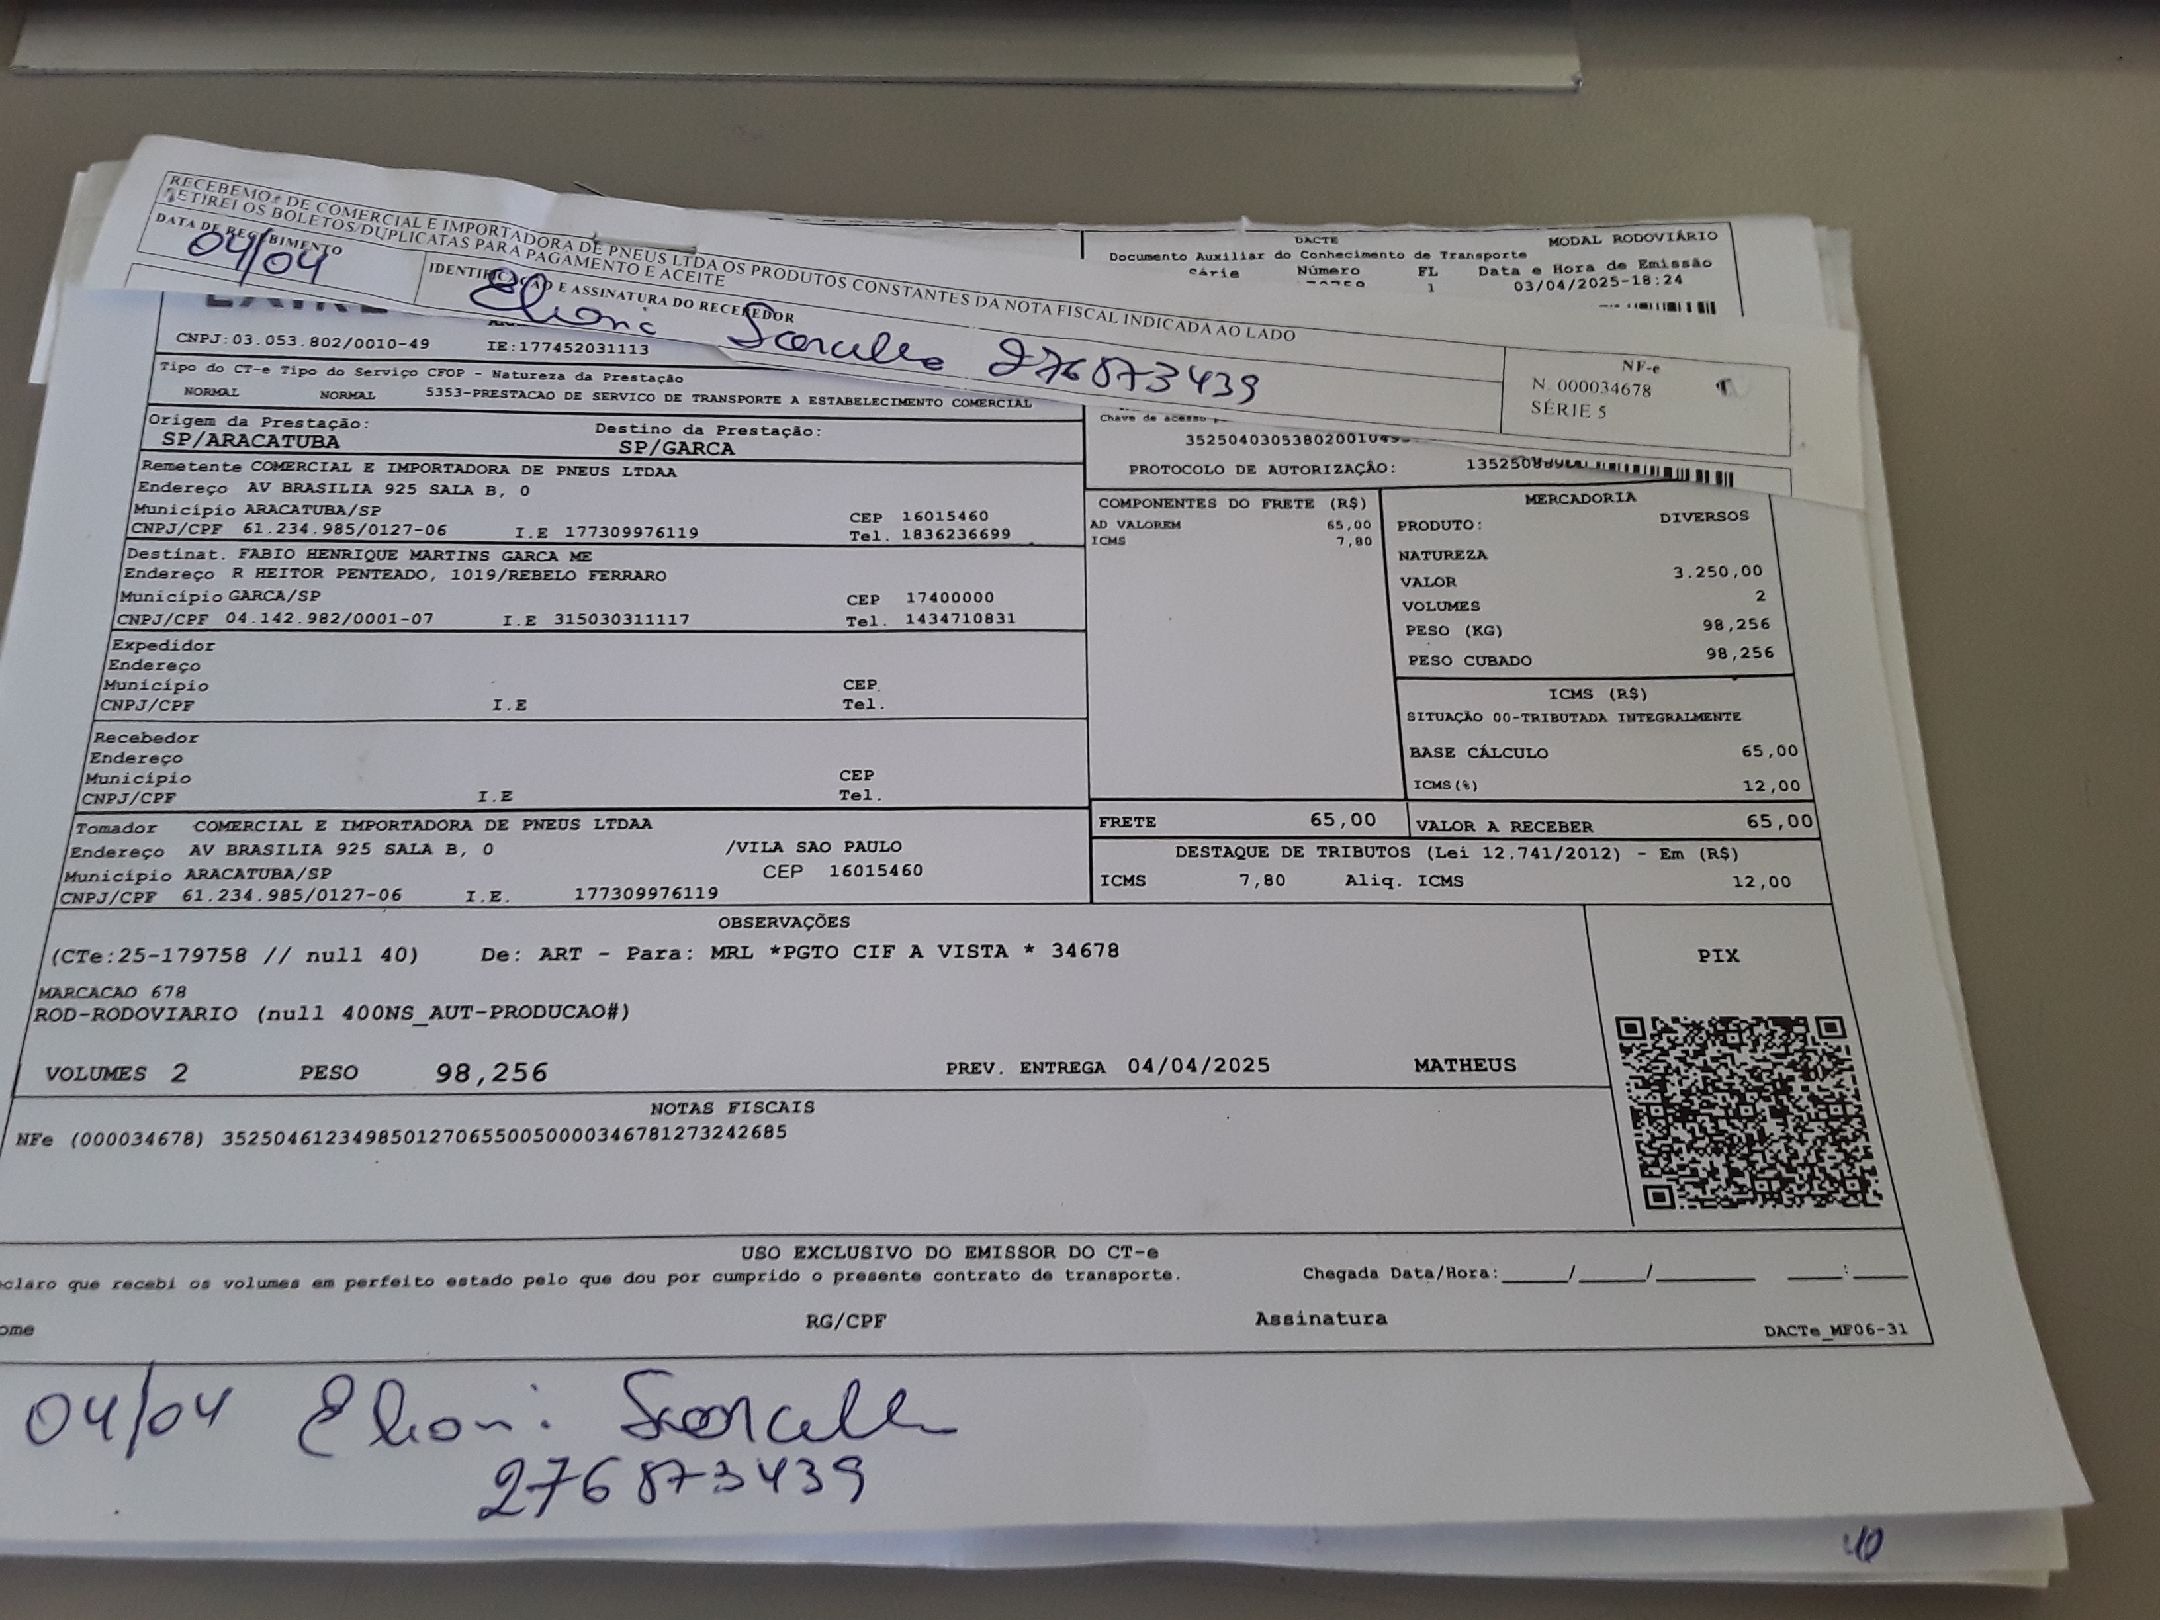 RECEBEMOS DE COMERCIAL E IMPORTADORA DE PNEUS LTDA OS PRODUTOS CONSTANTES DA NOTA FISCAL INDICADA AO LADO
RETIREI OS BOLETOS/DUPLICATAS PARA PAGAMENTO E ACEITE
DATA DE RECEBIMENTO
04/04
IDENTIFICAÇÃO E ASSINATURA DO RECEBEDOR
276873439
NF-e
N. 000034678
SÉRIE 5
DACTE
MODAL RODOVIÁRIO
Documento Auxiliar do Conhecimento de Transporte
Série Número FL Data e Hora de Emissão
1 03/04/2025-18:24
CNPJ:03.053.802/0010-49 IE:177452031113
Tipo do CT-e Tipo do Serviço CFOP - Natureza da Prestação
NORMAL NORMAL 5353-PRESTACAO DE SERVICO DE TRANSPORTE A ESTABELECIMENTO COMERCIAL
Chave de acesso
Origem da Prestação: Destino da Prestação:
SP/ARACATUBA SP/GARCA
PROTOCOLO DE AUTORIZAÇÃO:
Remetente COMERCIAL E IMPORTADORA DE PNEUS LTDAA
Endereço AV BRASILIA 925 SALA B, 0
Município ARACATUBA/SP CEP 16015460
CNPJ/CPF 61.234.985/0127-06 I.E 177309976119 Tel. 1836236699
Destinat. FABIO HENRIQUE MARTINS GARCA ME
Endereço R HEITOR PENTEADO, 1019/REBELO FERRARO
Município GARCA/SP CEP 17400000
CNPJ/CPF 04.142.982/0001-07 I.E 315030311117 Tel. 1434710831
Expedidor
Endereço
Município CEP
CNPJ/CPF I.E Tel.
Recebedor
Endereço
Município CEP
CNPJ/CPF I.E Tel.
Tomador COMERCIAL E IMPORTADORA DE PNEUS LTDAA
Endereço AV BRASILIA 925 SALA B, 0 /VILA SAO PAULO
Município ARACATUBA/SP CEP 16015460
CNPJ/CPF 61.234.985/0127-06 I.E. 177309976119
COMPONENTES DO FRETE (R$)
AD VALOREM 65,00
ICMS 7,80
MERCADORIA
PRODUTO: DIVERSOS
NATUREZA
VALOR 3.250,00
VOLUMES 2
PESO (KG) 98,256
PESO CUBADO 98,256
ICMS (R$)
SITUAÇÃO 00-TRIBUTADA INTEGRALMENTE
BASE CÁLCULO 65,00
ICMS(%) 12,00
FRETE 65,00 VALOR A RECEBER 65,00
DESTAQUE DE TRIBUTOS (Lei 12.741/2012) - Em (R$)
ICMS 7,80 Aliq. ICMS 12,00
OBSERVAÇÕES
(CTe:25-179758 // null 40) De: ART - Para: MRL *PGTO CIF A VISTA * 34678
MARCACAO 678
ROD-RODOVIARIO (null 400NS_AUT-PRODUCAO#)
PIX
VOLUMES 2 PESO 98,256 PREV. ENTREGA 04/04/2025 MATHEUS
NOTAS FISCAIS
NFe (000034678) 35250461234985012706550050000346781273242685
USO EXCLUSIVO DO EMISSOR DO CT-e
claro que recebi os volumes em perfeito estado pelo que dou por cumprido o presente contrato de transporte. Chegada Data/Hora:____/____/______ ___:___
ome RG/CPF Assinatura
DACTe_MF06-31
04/04
276873439